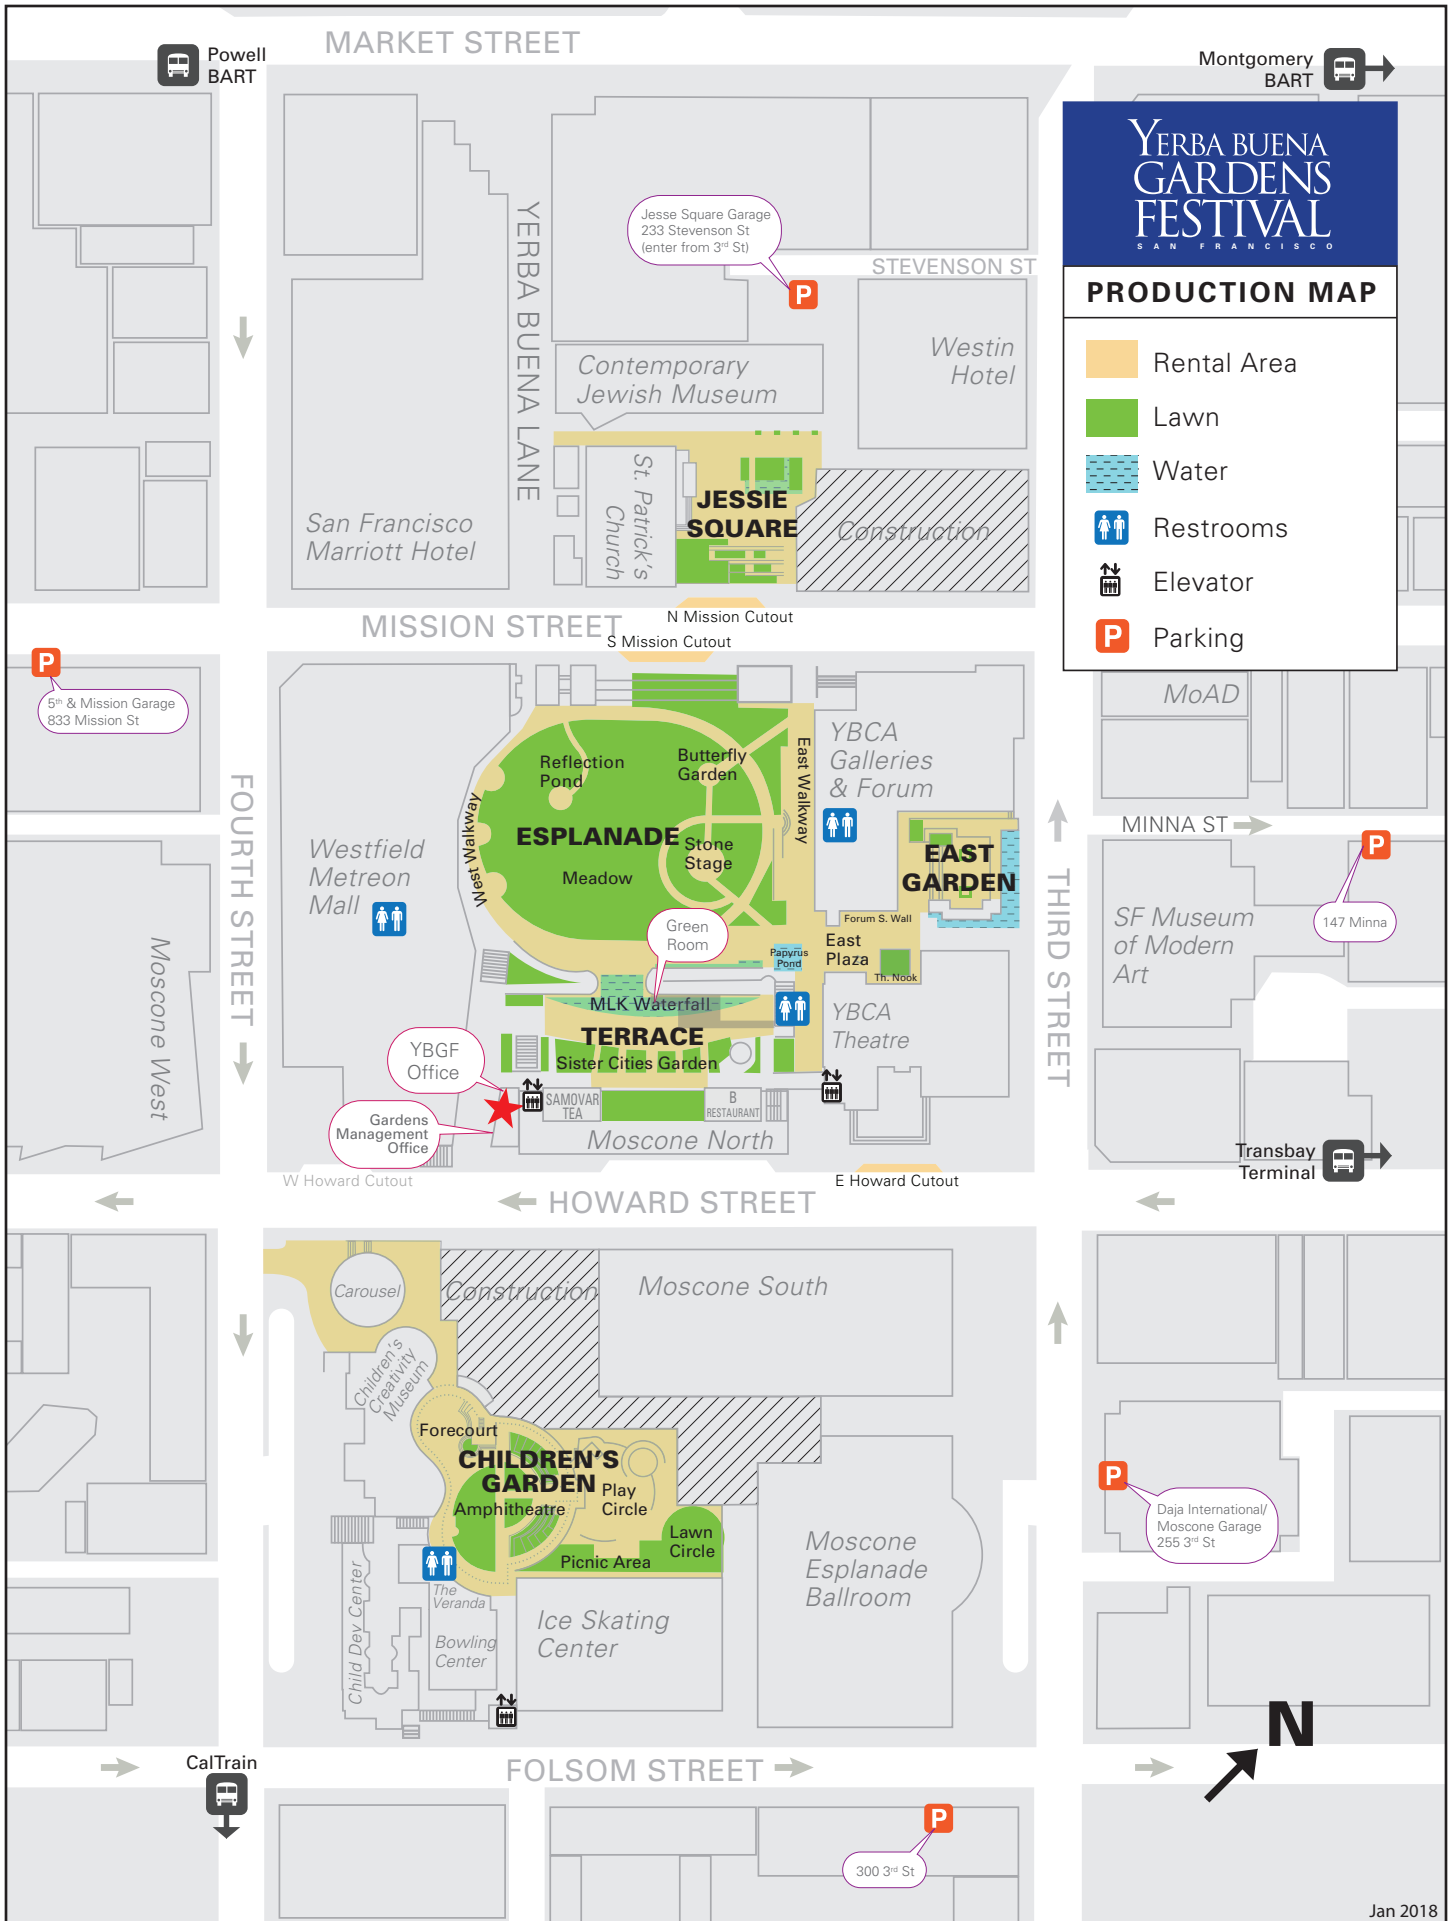 MARKET STREET
Powell
BART
Montgomery
BART
YERBA BUENA
GARDENS
FESTIVAL
SAN FRANCISCO
PRODUCTION MAP
Rental Area
Lawn
Water
Restrooms
Elevator
Parking
Jesse Square Garage
233 Stevenson St
(enter from 3rd St)
STEVENSON ST
YERBA BUENA LANE
Contemporary
Jewish Museum
Westin
Hotel
St. Patrick's
Church
JESSIE
SQUARE
Construction
San Francisco
Marriott Hotel
N Mission Cutout
MISSION STREET
S Mission Cutout
5th & Mission Garage
833 Mission St
MoAD
YBCA
Galleries
& Forum
Reflection
Pond
Butterfly
Garden
East Walkway
West Walkway
ESPLANADE
Stone
Stage
Meadow
FOURTH STREET
Westfield
Metreon
Mall
MINNA ST
EAST
GARDEN
THIRD STREET
147 Minna
SF Museum
of Modern
Art
Green
Room
Forum S. Wall
East
Plaza
Papyrus
Pond
Th. Nook
Moscone West
MLK Waterfall
TERRACE
Sister Cities Garden
YBCA
Theatre
YBGF
Office
SAMOVAR
TEA
B
RESTAURANT
Gardens
Management
Office
Moscone North
Transbay
Terminal
W Howard Cutout
E Howard Cutout
HOWARD STREET
Carousel
Construction
Moscone South
Children's
Creativity
Museum
Forecourt
CHILDREN'S
GARDEN
Amphitheatre
Play
Circle
Lawn
Circle
Picnic Area
Daja International/
Moscone Garage
255 3rd St
Moscone
Esplanade
Ballroom
The
Veranda
Child Dev Center
Bowling
Center
Ice Skating
Center
N
CalTrain
FOLSOM STREET
300 3rd St
Jan 2018
P
P
P
P
P
P